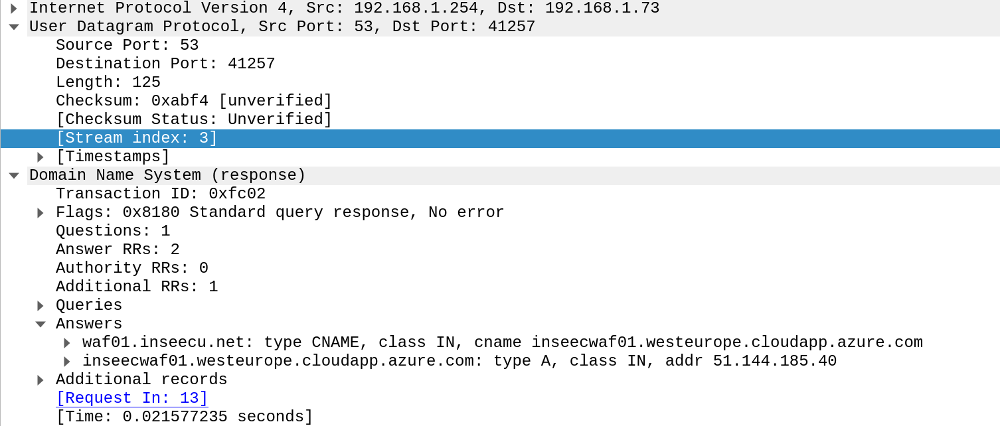 Internet Protocol Version 4, Src: 192.168.1.254, Dst: 192.168.1.73
User Datagram Protocol, Src Port: 53, Dst Port: 41257
Source Port: 53
Destination Port: 41257
Length: 125
Checksum: 0xabf4 [unverified]
[Checksum Status: Unverified]
[Stream index: 3]
[Timestamps]
Domain Name System (response)
Transaction ID: 0xfc02
Flags: 0x8180 Standard query response, No error
Questions: 1
Answer RRs: 2
Authority RRs: 0
Additional RRs: 1
Queries
Answers
waf01.inseecu.net: type CNAME, class IN, cname inseecwaf01.westeurope.cloudapp.azure.com
inseecwaf01.westeurope.cloudapp.azure.com: type A, class IN, addr 51.144.185.40
Additional records
[Request In: 13]
[Time: 0.021577235 seconds]